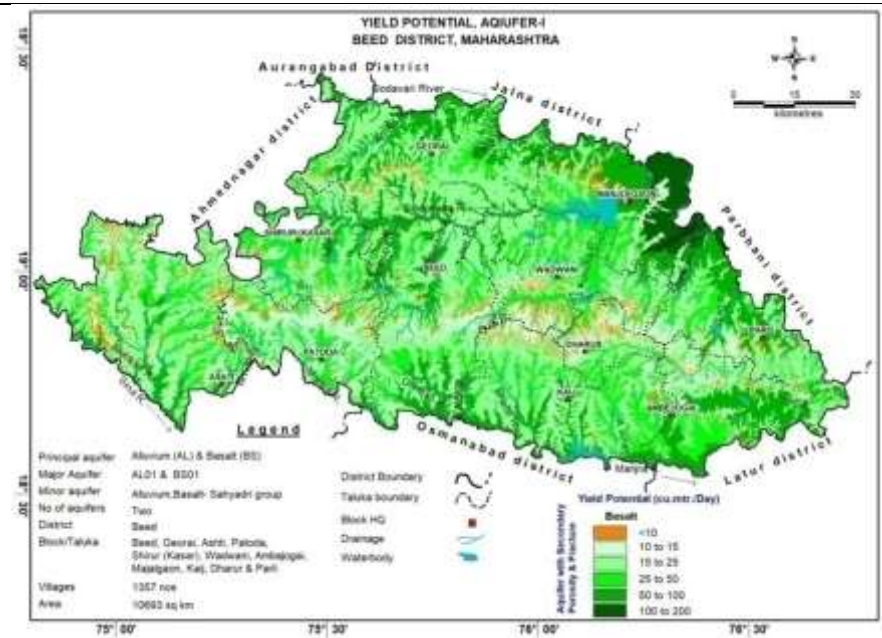 YIELD POTENTIAL, AQIUFER-I
BEED DISTRICT, MAHARASHTRA
19° 30'
19° 00'
18° 30'
N
W
E
S
0 15 30
kilometres
Aurangabad District
Godavari River
Jalna district
Ahmednagar district
Parbhani district
Osmanabad district
Latur district
GEORAI
MANJLEGAON
SHIRUR (KASAR)
BEED
WADWANI
PATODA
DHARUR
PARLI
ASHTI
KAIJ
AMBEJOGAI
Manjra
Legend
Principal aquifer Alluvium (AL) & Basalt (BS)
Major Aquifer AL01 & BS01
Minor aquifer Alluvium,Basalt- Sahyadri group
No of aquifers Two
District Beed
Block/Talyka Beed, Georai, Ashti, Patoda,
Shirur (Kasar), Wadwani, Ambajogai,
Majalgaon, Kaij, Dharur & Parli
Villages 1357 nos
Area 10693 sq km
District Boundary
Taluka boundary
Block HQ
Drainage
Waterbody
Yield Potential (cu.mtr./Day)
Basalt
Aquifer with Secondary
Porosity & Fracture
<10
10 to 15
15 to 25
25 to 50
50 to 100
100 to 200
75° 00' 75° 30' 76° 00' 76° 30'